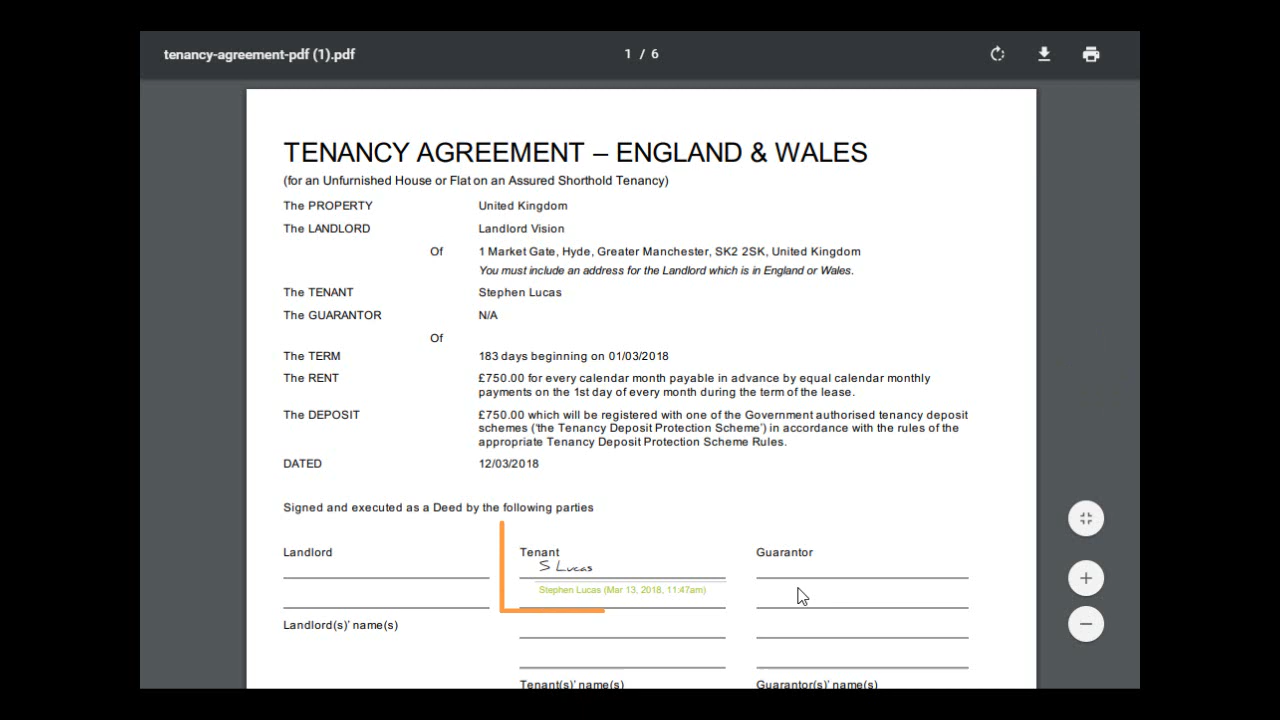 tenancy-agreement-pdf (1).pdf
1 / 6
TENANCY AGREEMENT – ENGLAND & WALES
(for an Unfurnished House or Flat on an Assured Shorthold Tenancy)
The PROPERTY United Kingdom
The LANDLORD Landlord Vision
Of 1 Market Gate, Hyde, Greater Manchester, SK2 2SK, United Kingdom
You must include an address for the Landlord which is in England or Wales.
The TENANT Stephen Lucas
The GUARANTOR N/A
Of
The TERM 183 days beginning on 01/03/2018
The RENT £750.00 for every calendar month payable in advance by equal calendar monthly
payments on the 1st day of every month during the term of the lease.
The DEPOSIT £750.00 which will be registered with one of the Government authorised tenancy deposit
schemes ('the Tenancy Deposit Protection Scheme') in accordance with the rules of the
appropriate Tenancy Deposit Protection Scheme Rules.
DATED 12/03/2018
Signed and executed as a Deed by the following parties
Landlord Tenant Guarantor
S Lucas
Stephen Lucas (Mar 13, 2018, 11:47am)
Landlord(s)' name(s)
Tenant(s)' name(s) Guarantor(s)' name(s)